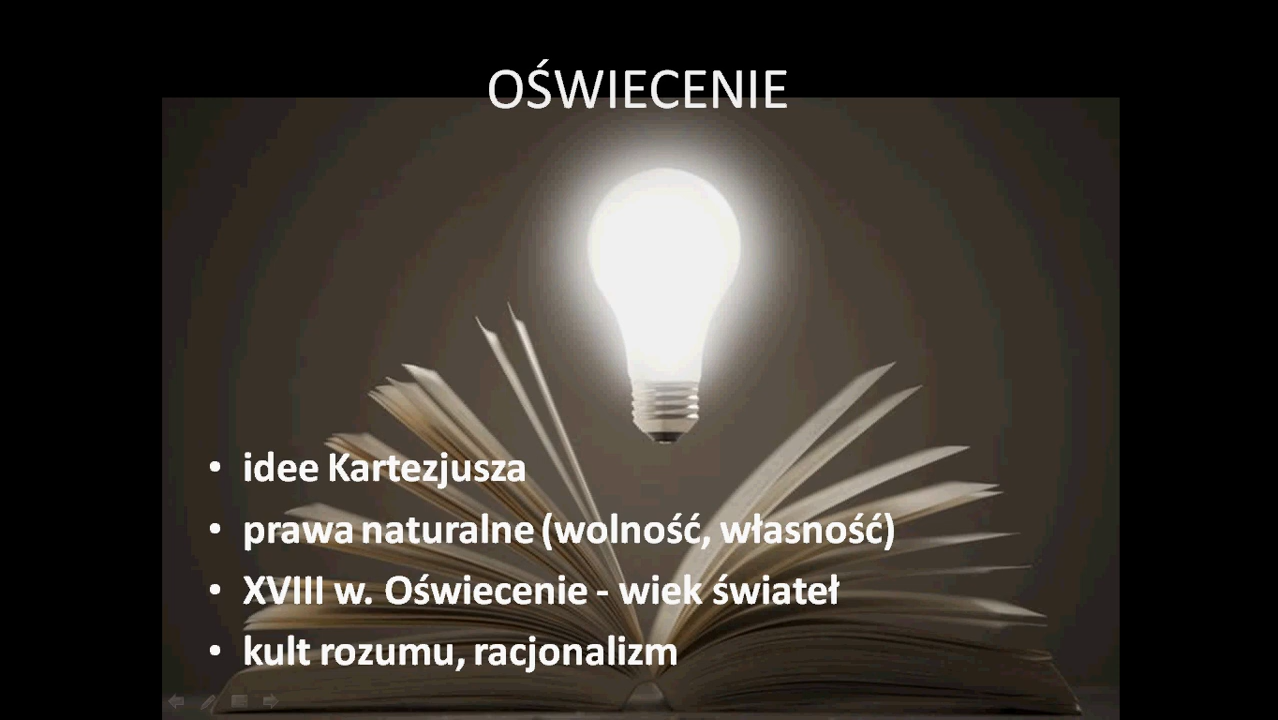 OŚWIECENIE
• idee Kartezjusza
• prawa naturalne (wolność, własność)
• XVIII w. Oświecenie - wiek świateł
• kult rozumu, racjonalizm